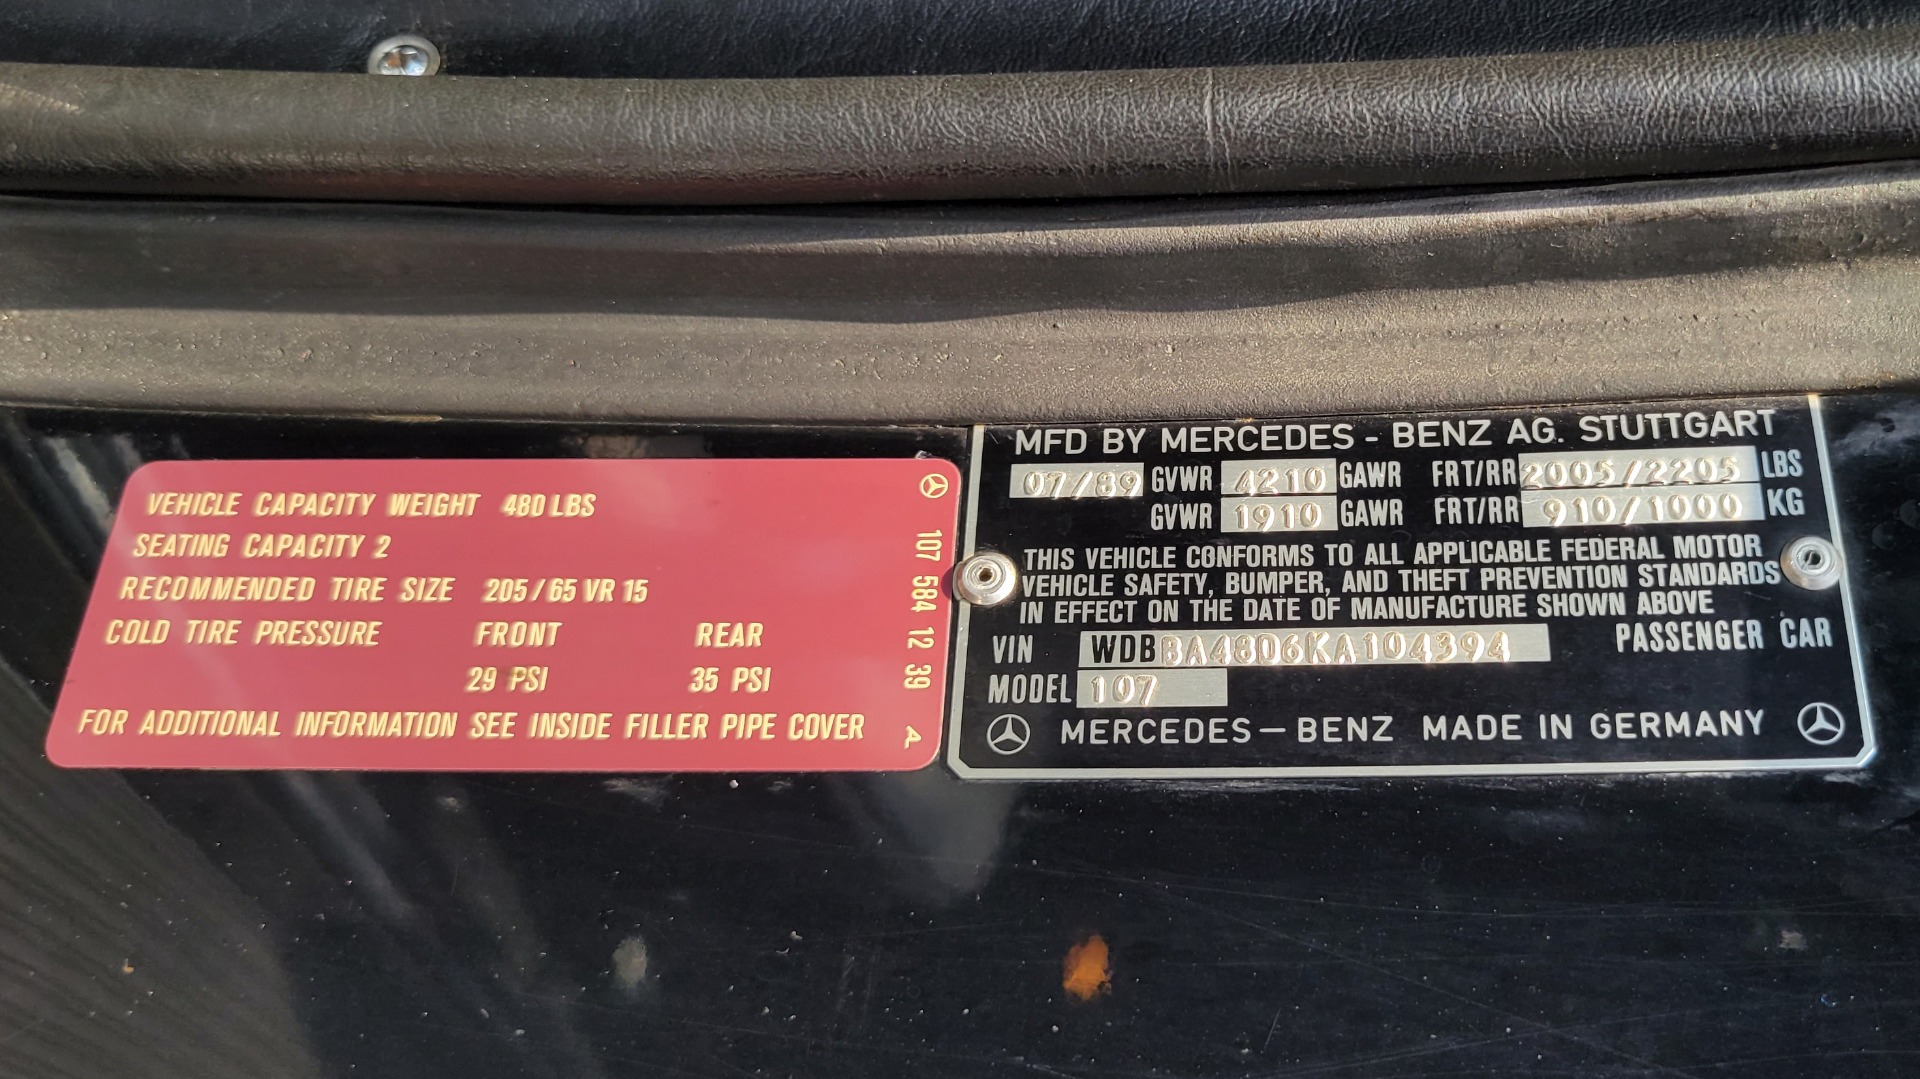 VEHICLE CAPACITY WEIGHT 480 LBS
SEATING CAPACITY 2
RECOMMENDED TIRE SIZE 205/65 VR 15
COLD TIRE PRESSURE FRONT REAR
29 PSI 35 PSI
FOR ADDITIONAL INFORMATION SEE INSIDE FILLER PIPE COVER
107 584 12 39 A
MFD BY MERCEDES - BENZ AG. STUTTGART
07/89 GVWR 4210 GAWR FRT/RR 2005/2205 LBS
GVWR 1910 GAWR FRT/RR 910/1000 KG
THIS VEHICLE CONFORMS TO ALL APPLICABLE FEDERAL MOTOR
VEHICLE SAFETY, BUMPER, AND THEFT PREVENTION STANDARDS
IN EFFECT ON THE DATE OF MANUFACTURE SHOWN ABOVE
VIN WDBBA48D6KA104394 PASSENGER CAR
MODEL 107
MERCEDES-BENZ MADE IN GERMANY